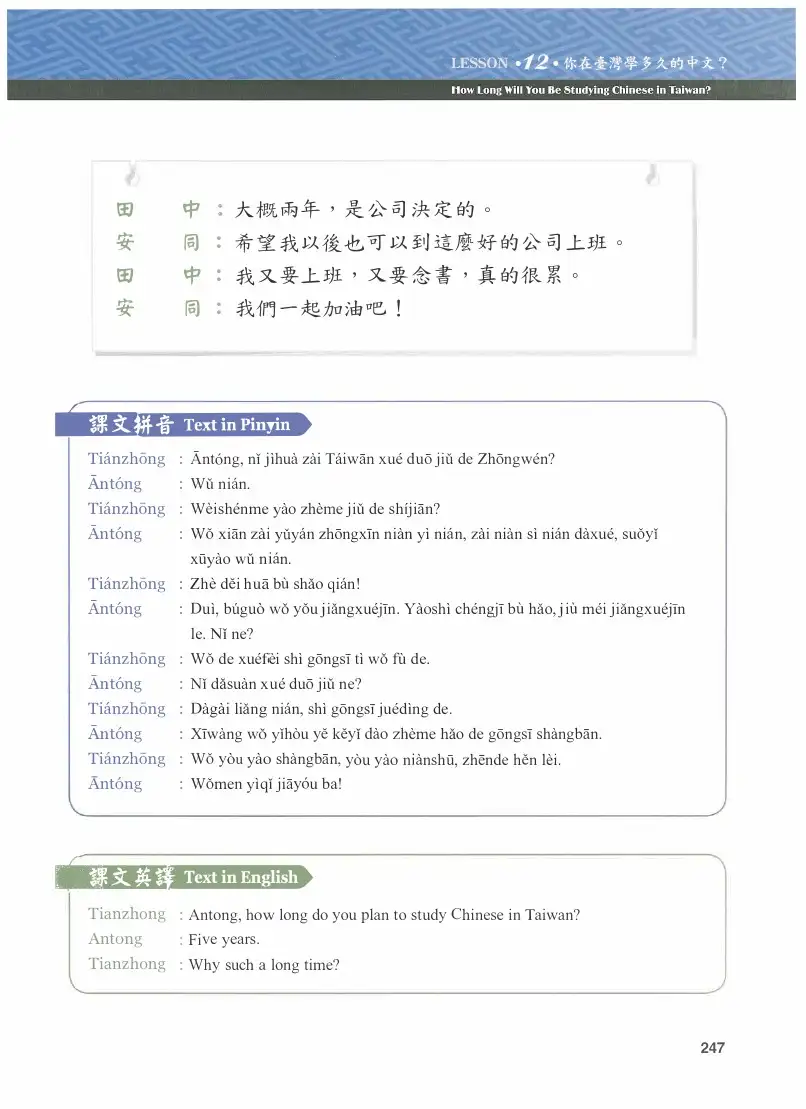 LESSON • 12 • 你在臺灣學多久的中文？
How Long Will You Be Studying Chinese in Taiwan?
田 中：大概兩年，是公司決定的。
安 同：希望我以後也可以到這麼好的公司上班。
田 中：我又要上班，又要念書，真的很累。
安 同：我們一起加油吧！
課文拼音 Text in Pinyin
Tiánzhōng : Āntóng, nǐ jìhuà zài Táiwān xué duō jiǔ de Zhōngwén?
Āntóng : Wǔ nián.
Tiánzhōng : Wèishénme yào zhème jiǔ de shíjiān?
Āntóng : Wǒ xiān zài yǔyán zhōngxīn niàn yì nián, zài niàn sì nián dàxué, suǒyǐ
xūyào wǔ nián.
Tiánzhōng : Zhè děi huā bù shǎo qián!
Āntóng : Duì, búguò wǒ yǒu jiǎngxuéjīn. Yàoshì chéngjī bù hǎo, jiù méi jiǎngxuéjīn
le. Nǐ ne?
Tiánzhōng : Wǒ de xuéfèi shì gōngsī tì wǒ fù de.
Āntóng : Nǐ dǎsuàn xué duō jiǔ ne?
Tiánzhōng : Dàgài liǎng nián, shì gōngsī juédìng de.
Āntóng : Xīwàng wǒ yǐhòu yě kěyǐ dào zhème hǎo de gōngsī shàngbān.
Tiánzhōng : Wǒ yòu yào shàngbān, yòu yào niànshū, zhēnde hěn lèi.
Āntóng : Wǒmen yìqǐ jiāyóu ba!
課文英譯 Text in English
Tianzhong : Antong, how long do you plan to study Chinese in Taiwan?
Antong : Five years.
Tianzhong : Why such a long time?
247